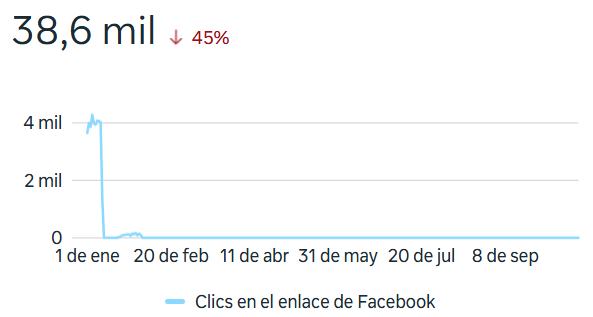 38,6 mil ↓ 45%
4 mil
2 mil
0
1 de ene 20 de feb 11 de abr 31 de may 20 de jul 8 de sep
Clics en el enlace de Facebook